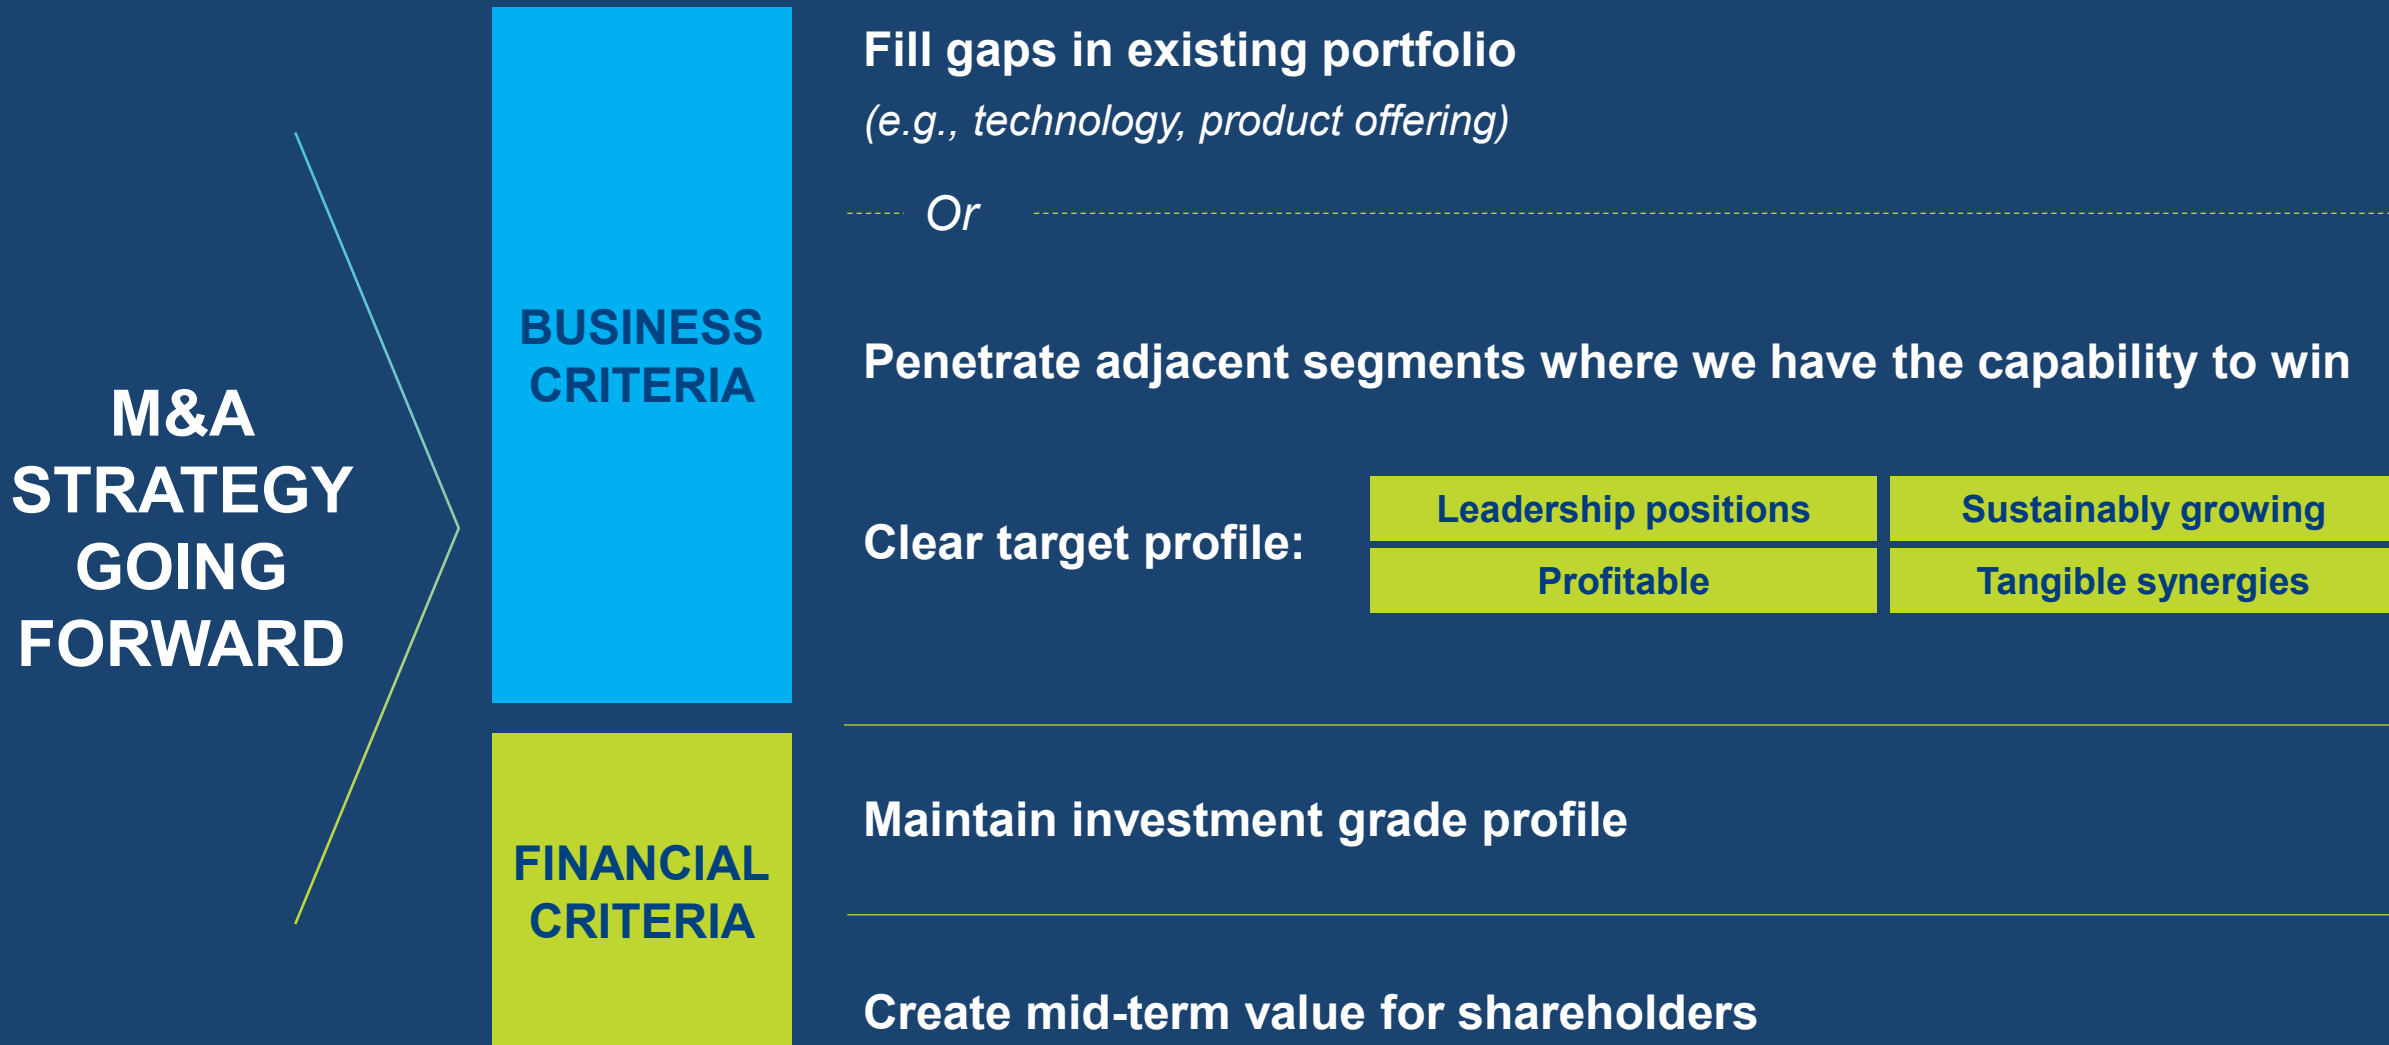 M&A
STRATEGY
GOING
FORWARD
BUSINESS
CRITERIA
Fill gaps in existing portfolio
(e.g., technology, product offering)
Or
Penetrate adjacent segments where we have the capability to win
Clear target profile:
Leadership positions
Sustainably growing
Profitable
Tangible synergies
FINANCIAL
CRITERIA
Maintain investment grade profile
Create mid-term value for shareholders